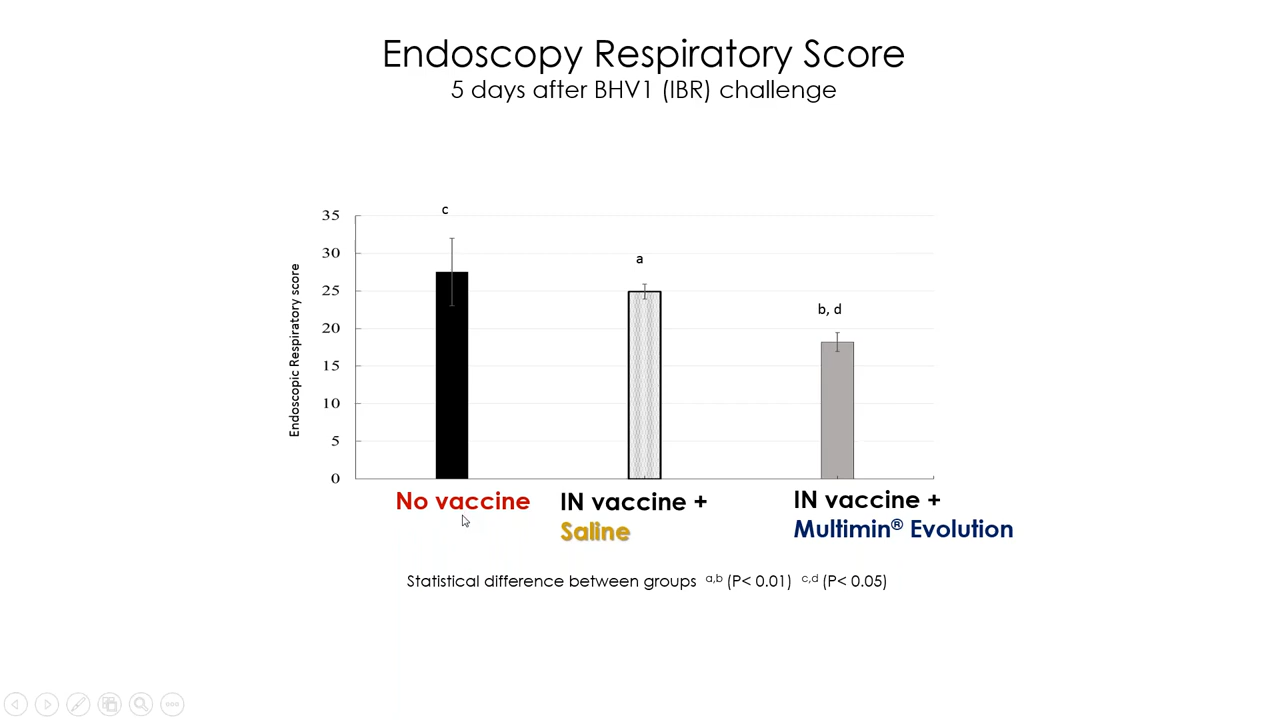 Endoscopy Respiratory Score
5 days after BHV1 (IBR) challenge
Endoscopic Respiratory score
35
30
25
20
15
10
5
0
c
a
b, d
No vaccine
IN vaccine +
Saline
IN vaccine +
Multimin® Evolution
Statistical difference between groups a,b (P< 0.01) c,d (P< 0.05)